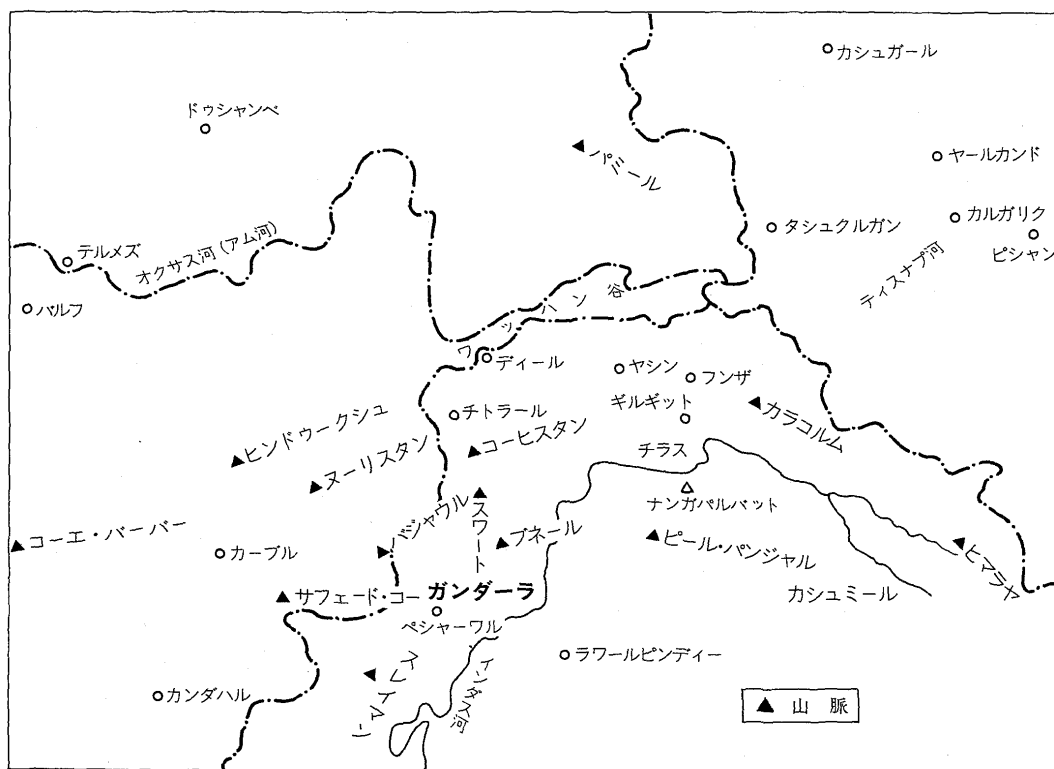 カシュガール
ドゥシャンベ
パミール
ヤールカンド
タシュクルガン
カルガリク
ピシャン
テルメズ
オクサス河(アム河)
ティスナブ河
バルフ
ワッハン谷
ディール
ヤシン
フンザ
ギルギット
チトラール
カラコルム
ヒンドゥークシュ
コーヒスタン
ヌーリスタン
チラス
ナンガパルバット
バジャウル
スワート
コーエ・バーバー
カーブル
ブネール
ピール・パンジャル
ヒマラヤ
サフェード・コー
ガンダーラ
カシュミール
ペシャーワル
ラワールピンディー
スレイマーン
インダス河
カンダハル
▲ 山脈